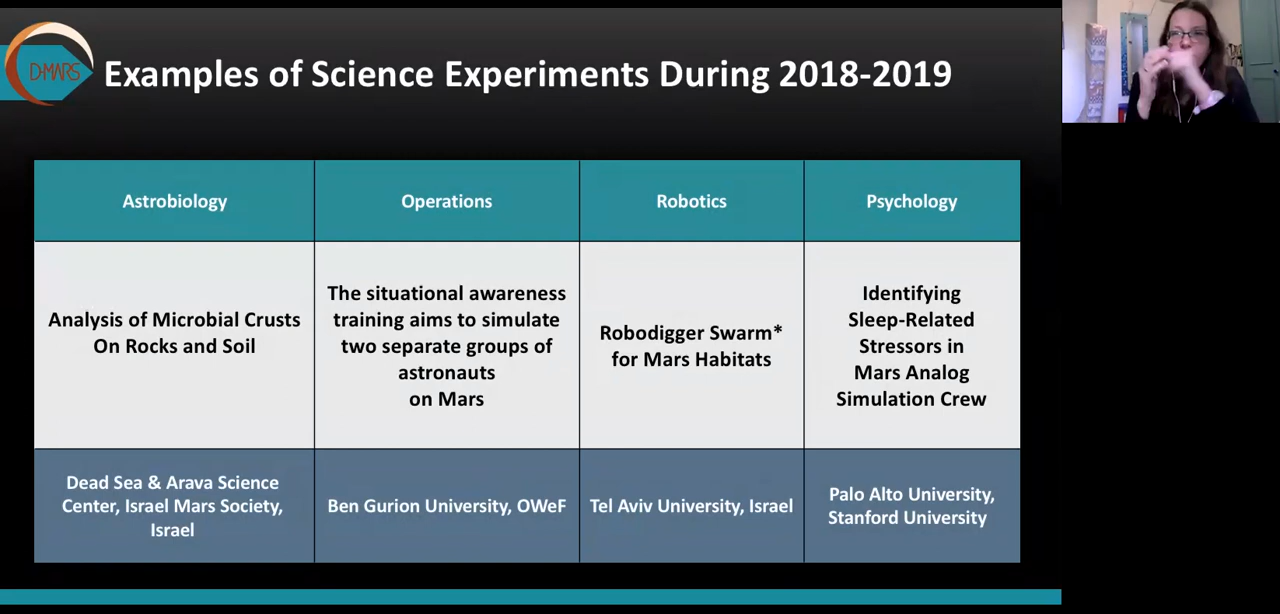 D-MARS
Examples of Science Experiments During 2018-2019
Astrobiology
Operations
Robotics
Psychology
Analysis of Microbial Crusts
On Rocks and Soil
The situational awareness
training aims to simulate
two separate groups of
astronauts
on Mars
Robodigger Swarm*
for Mars Habitats
Identifying
Sleep-Related
Stressors in
Mars Analog
Simulation Crew
Dead Sea & Arava Science
Center, Israel Mars Society,
Israel
Ben Gurion University, OWeF
Tel Aviv University, Israel
Palo Alto University,
Stanford University